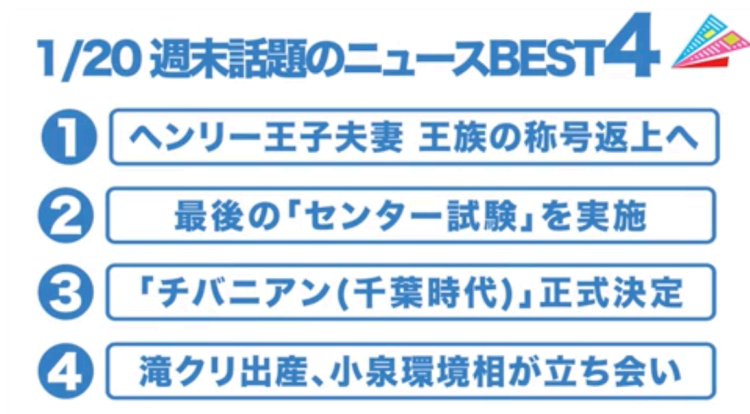 1/20 週末話題のニュースBEST4
1 ヘンリー王子夫妻 王族の称号返上へ
2 最後の「センター試験」を実施
3 「チバニアン(千葉時代)」正式決定
4 滝クリ出産、小泉環境相が立ち会い